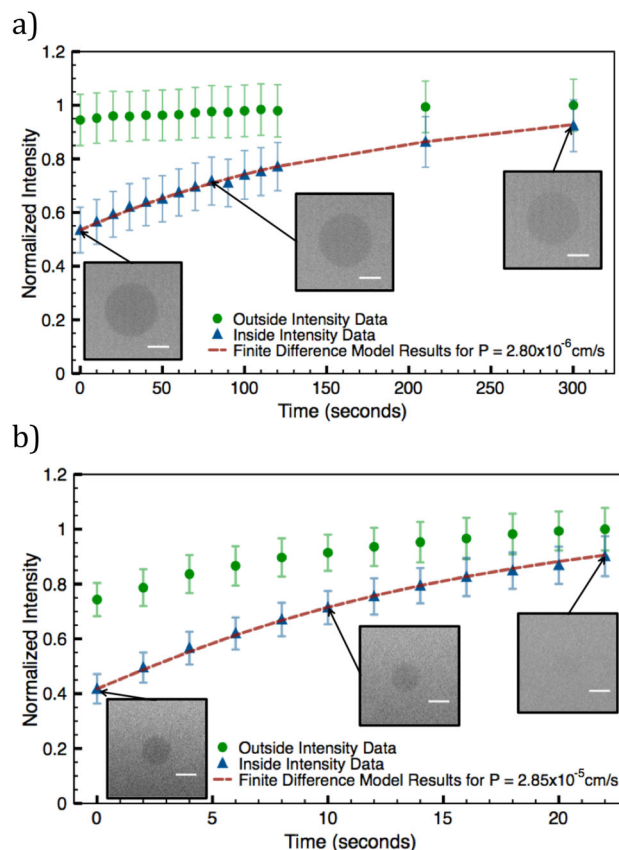 a)
1.2
1
0.8
0.6
0.4
0.2
0
Normalized Intensity
Outside Intensity Data
Inside Intensity Data
Finite Difference Model Results for P = 2.80x10⁻⁶cm/s
0 50 100 150 200 250 300
Time (seconds)
b)
1.2
1
0.8
0.6
0.4
0.2
0
Normalized Intensity
Outside Intensity Data
Inside Intensity Data
Finite Difference Model Results for P = 2.85x10⁻⁵cm/s
0 5 10 15 20
Time (seconds)